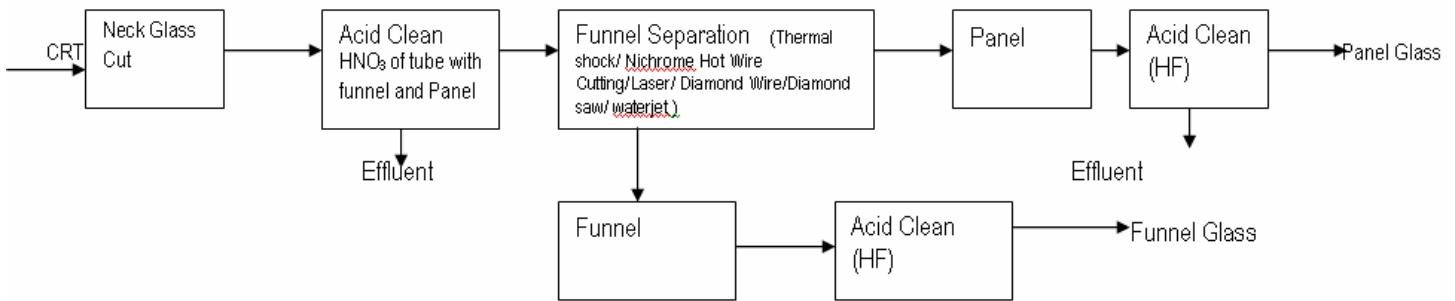 CRT
Neck Glass
Cut
Acid Clean
HNO₃ of tube with
funnel and Panel
Effluent
Funnel Separation (Thermal
shock/ Nichrome Hot Wire
Cutting/Laser/ Diamond Wire/Diamond
saw/ waterjet )
Panel
Acid Clean
(HF)
Panel Glass
Effluent
Funnel
Acid Clean
(HF)
Funnel Glass